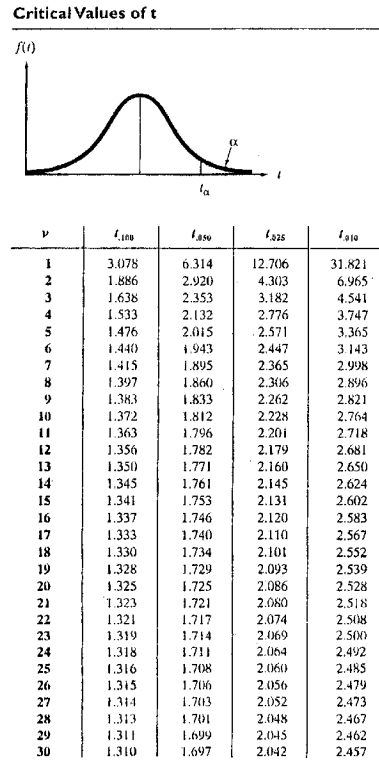 Critical Values of t
f(t)
α
t
tα
ν t.100 t.050 t.025 t.010
1 3.078 6.314 12.706 31.821
2 1.886 2.920 4.303 6.965
3 1.638 2.353 3.182 4.541
4 1.533 2.132 2.776 3.747
5 1.476 2.015 2.571 3.365
6 1.440 1.943 2.447 3.143
7 1.415 1.895 2.365 2.998
8 1.397 1.860 2.306 2.896
9 1.383 1.833 2.262 2.821
10 1.372 1.812 2.228 2.764
11 1.363 1.796 2.201 2.718
12 1.356 1.782 2.179 2.681
13 1.350 1.771 2.160 2.650
14 1.345 1.761 2.145 2.624
15 1.341 1.753 2.131 2.602
16 1.337 1.746 2.120 2.583
17 1.333 1.740 2.110 2.567
18 1.330 1.734 2.101 2.552
19 1.328 1.729 2.093 2.539
20 1.325 1.725 2.086 2.528
21 1.323 1.721 2.080 2.518
22 1.321 1.717 2.074 2.508
23 1.319 1.714 2.069 2.500
24 1.318 1.711 2.064 2.492
25 1.316 1.708 2.060 2.485
26 1.315 1.706 2.056 2.479
27 1.314 1.703 2.052 2.473
28 1.313 1.701 2.048 2.467
29 1.311 1.699 2.045 2.462
30 1.310 1.697 2.042 2.457